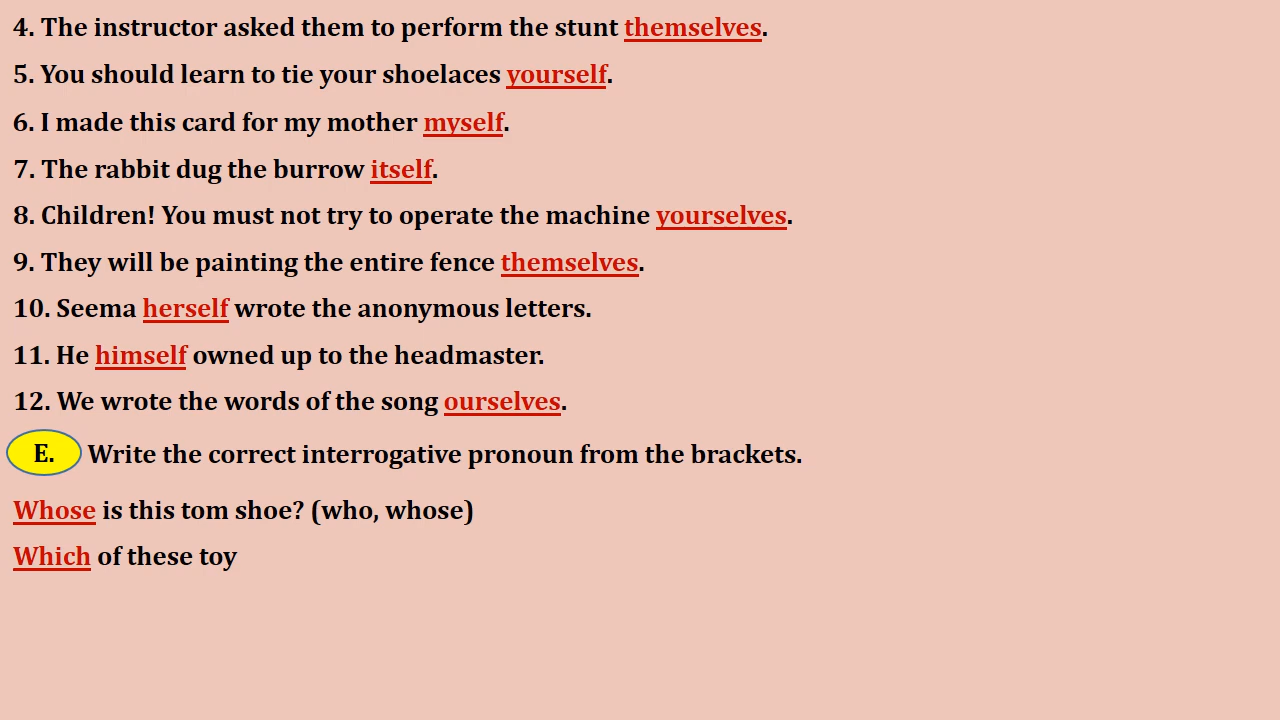 4. The instructor asked them to perform the stunt themselves.
5. You should learn to tie your shoelaces yourself.
6. I made this card for my mother myself.
7. The rabbit dug the burrow itself.
8. Children! You must not try to operate the machine yourselves.
9. They will be painting the entire fence themselves.
10. Seema herself wrote the anonymous letters.
11. He himself owned up to the headmaster.
12. We wrote the words of the song ourselves.
E. Write the correct interrogative pronoun from the brackets.
Whose is this tom shoe? (who, whose)
Which of these toy